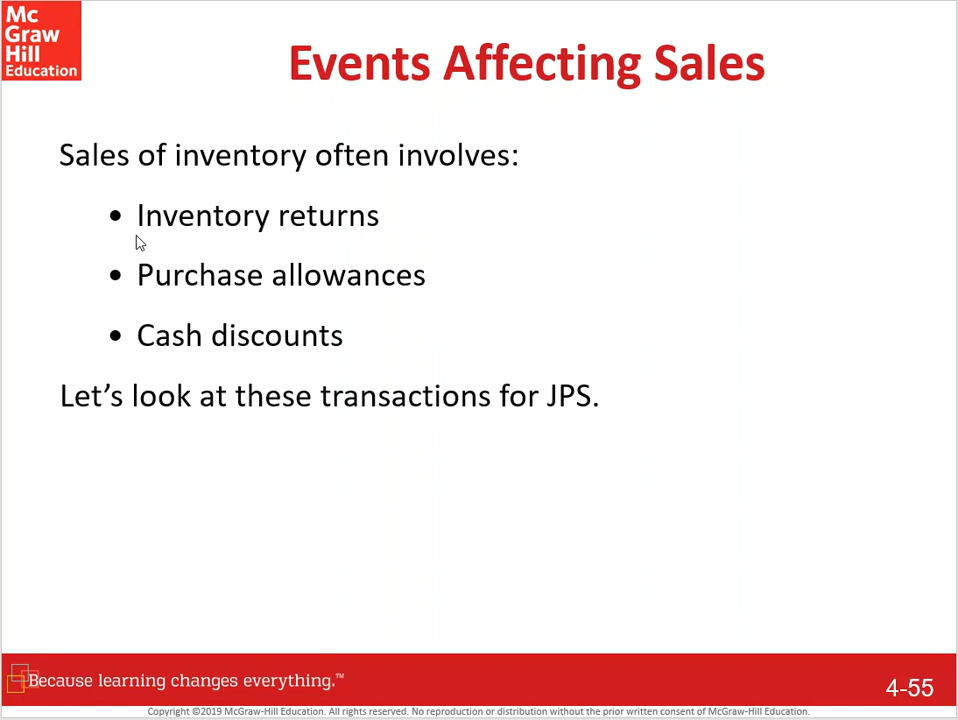 Mc
Graw
Hill
Education
Events Affecting Sales
Sales of inventory often involves:
• Inventory returns
• Purchase allowances
• Cash discounts
Let’s look at these transactions for JPS.
Because learning changes everything.™
4-55
Copyright ©2019 McGraw-Hill Education. All rights reserved. No reproduction or distribution without the prior written consent of McGraw-Hill Education.